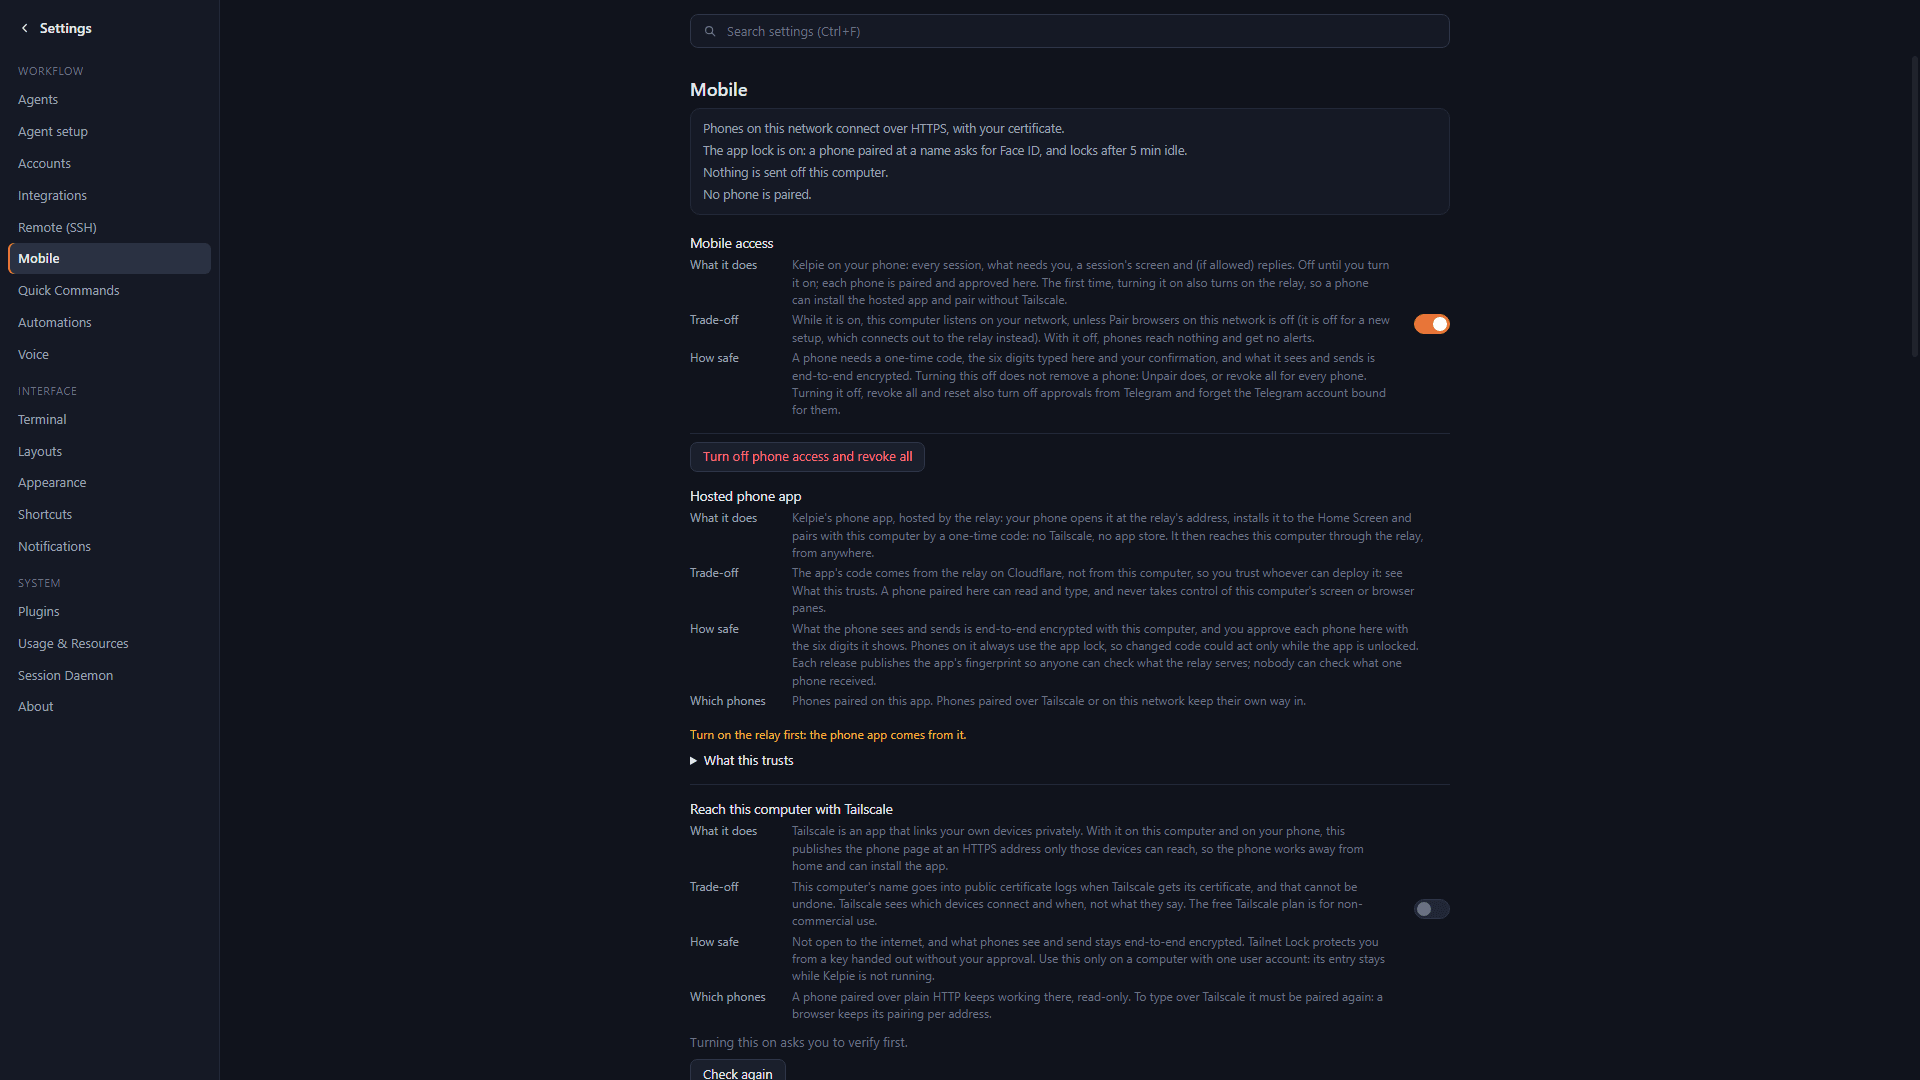 Settings
WORKFLOW
Agents
Agent setup
Accounts
Integrations
Remote (SSH)
Mobile
Quick Commands
Automations
Voice
INTERFACE
Terminal
Layouts
Appearance
Shortcuts
Notifications
SYSTEM
Plugins
Usage & Resources
Session Daemon
About
Search settings (Ctrl+F)
Mobile
Phones on this network connect over HTTPS, with your certificate.
The app lock is on: a phone paired at a name asks for Face ID, and locks after 5 min idle.
Nothing is sent off this computer.
No phone is paired.
Mobile access
What it does
Kelpie on your phone: every session, what needs you, a session's screen and (if allowed) replies. Off until you turn
it on; each phone is paired and approved here. The first time, turning it on also turns on the relay, so a phone
can install the hosted app and pair without Tailscale.
Trade-off
While it is on, this computer listens on your network, unless Pair browsers on this network is off (it is off for a new
setup, which connects out to the relay instead). With it off, phones reach nothing and get no alerts.
How safe
A phone needs a one-time code, the six digits typed here and your confirmation, and what it sees and sends is
end-to-end encrypted. Turning this off does not remove a phone: Unpair does, or revoke all for every phone.
Turning it off, revoke all and reset also turn off approvals from Telegram and forget the Telegram account bound
for them.
Turn off phone access and revoke all
Hosted phone app
What it does
Kelpie's phone app, hosted by the relay: your phone opens it at the relay's address, installs it to the Home Screen and
pairs with this computer by a one-time code: no Tailscale, no app store. It then reaches this computer through the relay,
from anywhere.
Trade-off
The app's code comes from the relay on Cloudflare, not from this computer, so you trust whoever can deploy it: see
What this trusts. A phone paired here can read and type, and never takes control of this computer's screen or browser
panes.
How safe
What the phone sees and sends is end-to-end encrypted with this computer, and you approve each phone here with
the six digits it shows. Phones on it always use the app lock, so changed code could act only while the app is unlocked.
Each release publishes the app's fingerprint so anyone can check what the relay serves; nobody can check what one
phone received.
Which phones
Phones paired on this app. Phones paired over Tailscale or on this network keep their own way in.
Turn on the relay first: the phone app comes from it.
What this trusts
Reach this computer with Tailscale
What it does
Tailscale is an app that links your own devices privately. With it on this computer and on your phone, this
publishes the phone page at an HTTPS address only those devices can reach, so the phone works away from
home and can install the app.
Trade-off
This computer's name goes into public certificate logs when Tailscale gets its certificate, and that cannot be
undone. Tailscale sees which devices connect and when, not what they say. The free Tailscale plan is for non-
commercial use.
How safe
Not open to the internet, and what phones see and send stays end-to-end encrypted. Tailnet Lock protects you
from a key handed out without your approval. Use this only on a computer with one user account: its entry stays
while Kelpie is not running.
Which phones
A phone paired over plain HTTP keeps working there, read-only. To type over Tailscale it must be paired again: a
browser keeps its pairing per address.
Turning this on asks you to verify first.
Check again